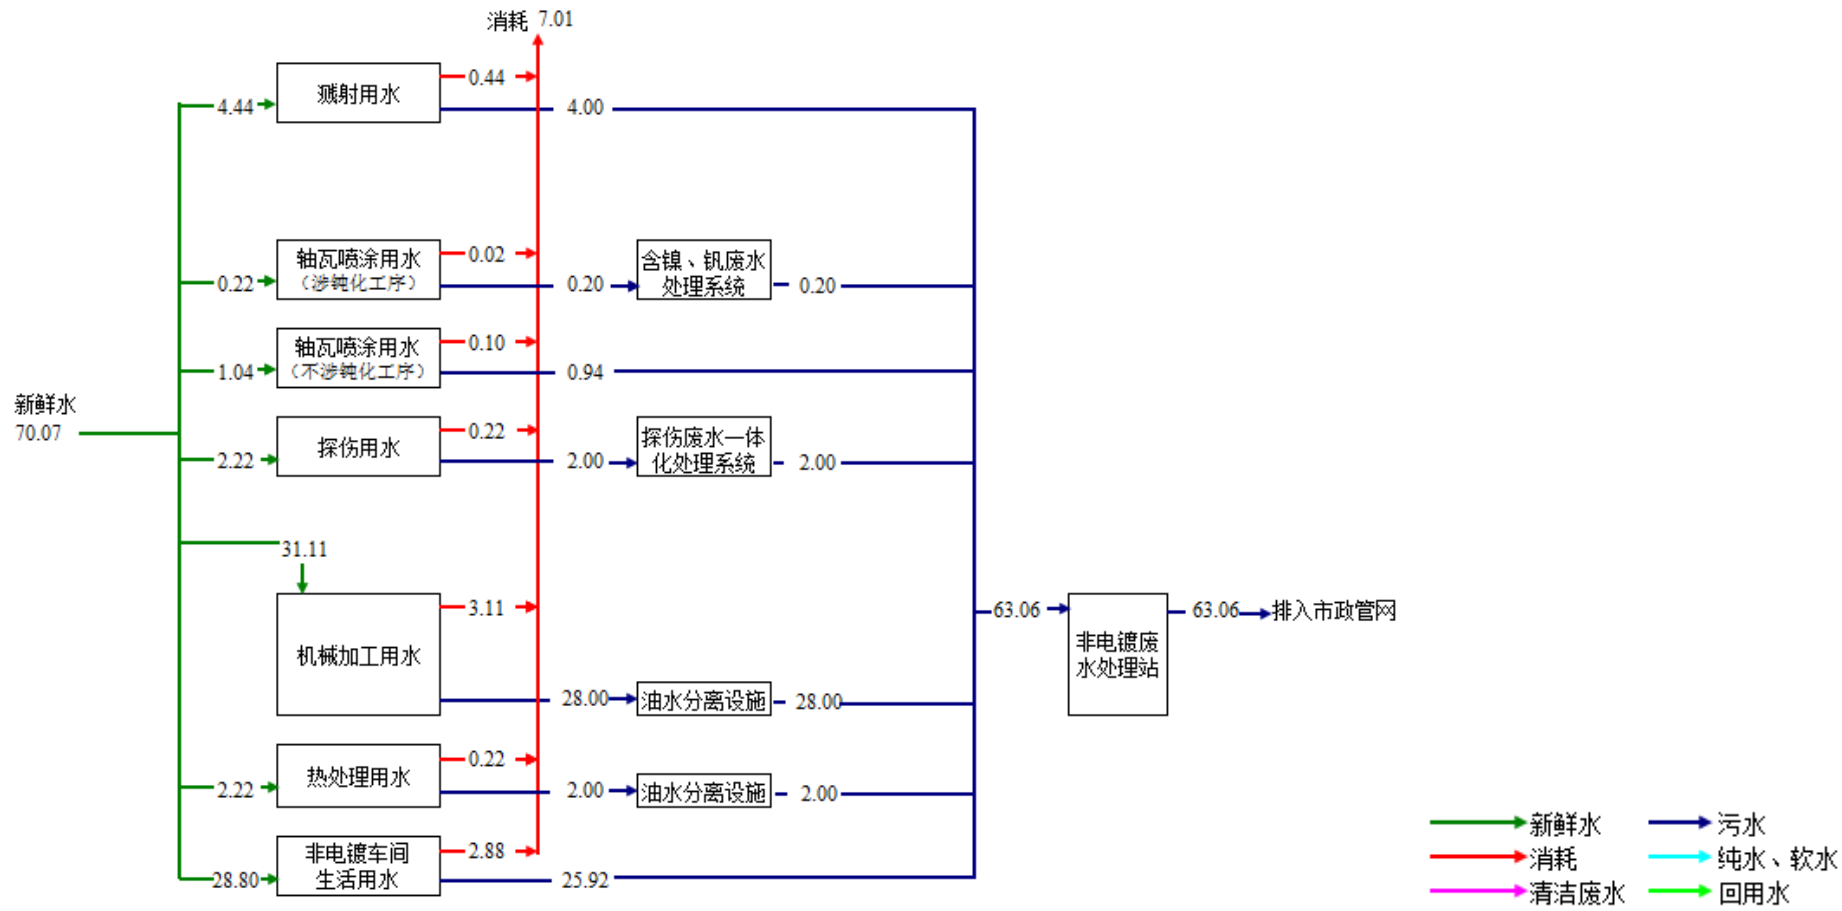 消耗 7.01
0.44
溅射用水
4.44
4.00
轴瓦喷涂用水
（涉钝化工序）
0.02
0.22
0.20
含镍、钒废水
处理系统
0.20
轴瓦喷涂用水
（不涉钝化工序）
0.10
1.04
0.94
新鲜水
70.07
探伤用水
0.22
2.22
2.00
探伤废水一体
化处理系统
2.00
31.11
机械加工用水
3.11
28.00
油水分离设施
28.00
63.06
非电镀废
水处理站
63.06
排入市政管网
热处理用水
0.22
2.22
2.00
油水分离设施
2.00
非电镀车间
生活用水
2.88
28.80
25.92
新鲜水
污水
消耗
纯水、软水
清洁废水
回用水